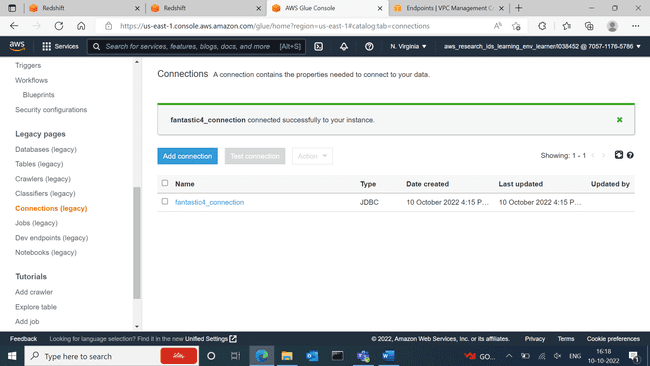 Redshift
Redshift
AWS Glue Console
Endpoints | VPC Management Co
https://us-east-1.console.aws.amazon.com/glue/home?region=us-east-1#catalog:tab=connections
aws
Services
Search for services, features, blogs, docs, and more [Alt+S]
N. Virginia
aws_research_ids_learning_env_learner/l038452 @ 7057-1176-5786
Triggers
Workflows
Blueprints
Security configurations
Legacy pages
Databases (legacy)
Tables (legacy)
Crawlers (legacy)
Classifiers (legacy)
Connections (legacy)
Jobs (legacy)
Dev endpoints (legacy)
Notebooks (legacy)
Tutorials
Add crawler
Explore table
Add job
Connections A connection contains the properties needed to connect to your data.
fantastic4_connection connected successfully to your instance.
Add connection
Test connection
Action
Showing: 1 - 1
Name Type Date created Last updated Updated by
fantastic4_connection JDBC 10 October 2022 4:15 P... 10 October 2022 4:15 P...
Feedback Looking for language selection? Find it in the new Unified Settings
© 2022, Amazon Web Services, Inc. or its affiliates. Privacy Terms Cookie preferences
Type here to search
GO...
ENG
16:18
10-10-2022